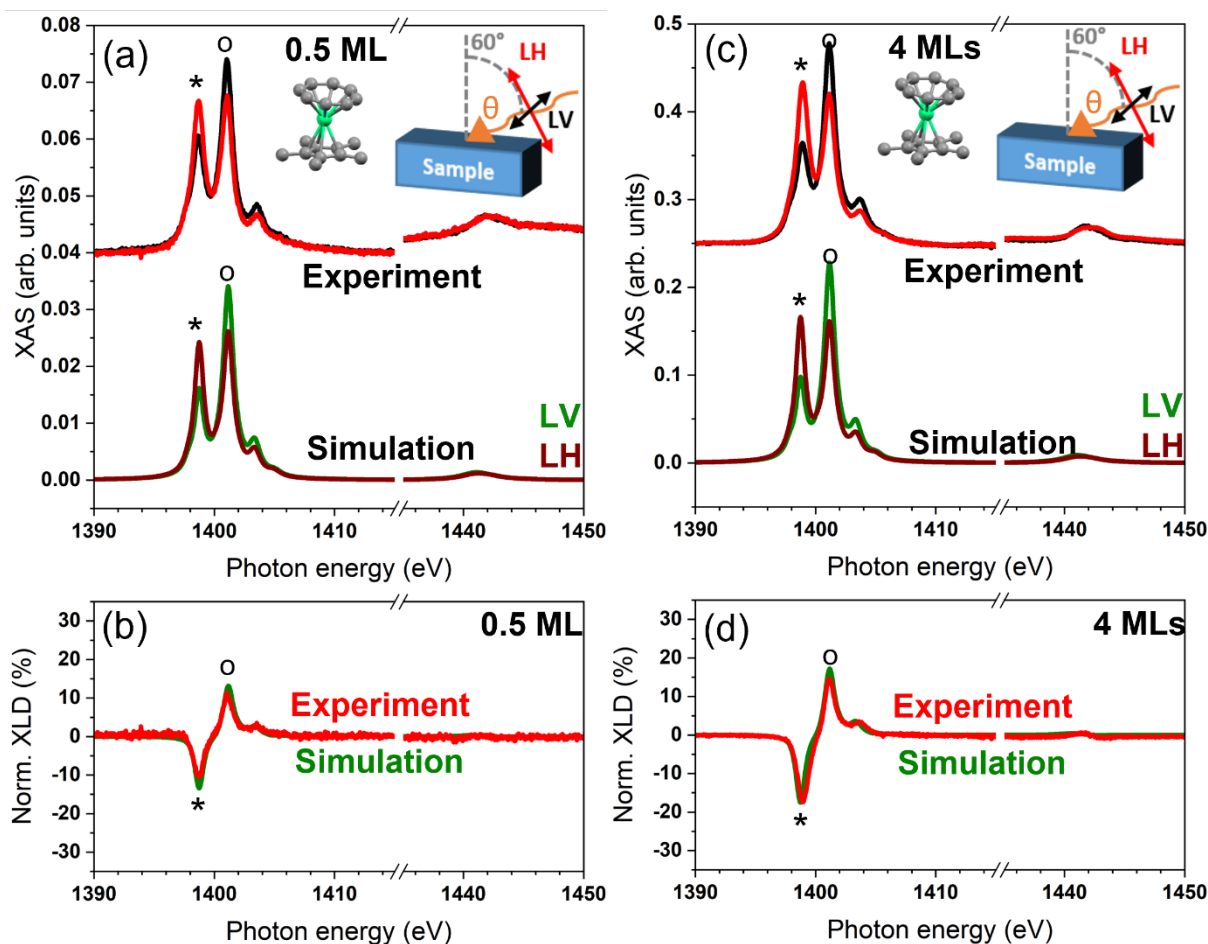 (a)
0.5 ML
*
O
60°
LH
θ
LV
Sample
0.08
0.07
0.06
0.05
0.04
0.03
0.02
0.01
0.00
XAS (arb. units)
Experiment
*
O
Simulation
LV
LH
1390 1400 1410 1440 1450
Photon energy (eV)
(b)
0.5 ML
30
20
10
0
-10
-20
-30
Norm. XLD (%)
O
Experiment
Simulation
*
1390 1400 1410 1440 1450
Photon energy (eV)
(c)
4 MLs
*
O
60°
LH
θ
LV
Sample
0.5
0.4
0.3
0.2
0.1
0.0
XAS (arb. units)
Experiment
*
O
Simulation
LV
LH
1390 1400 1410 1440 1450
Photon energy (eV)
(d)
4 MLs
30
20
10
0
-10
-20
-30
Norm. XLD (%)
O
Experiment
Simulation
*
1390 1400 1410 1440 1450
Photon energy (eV)